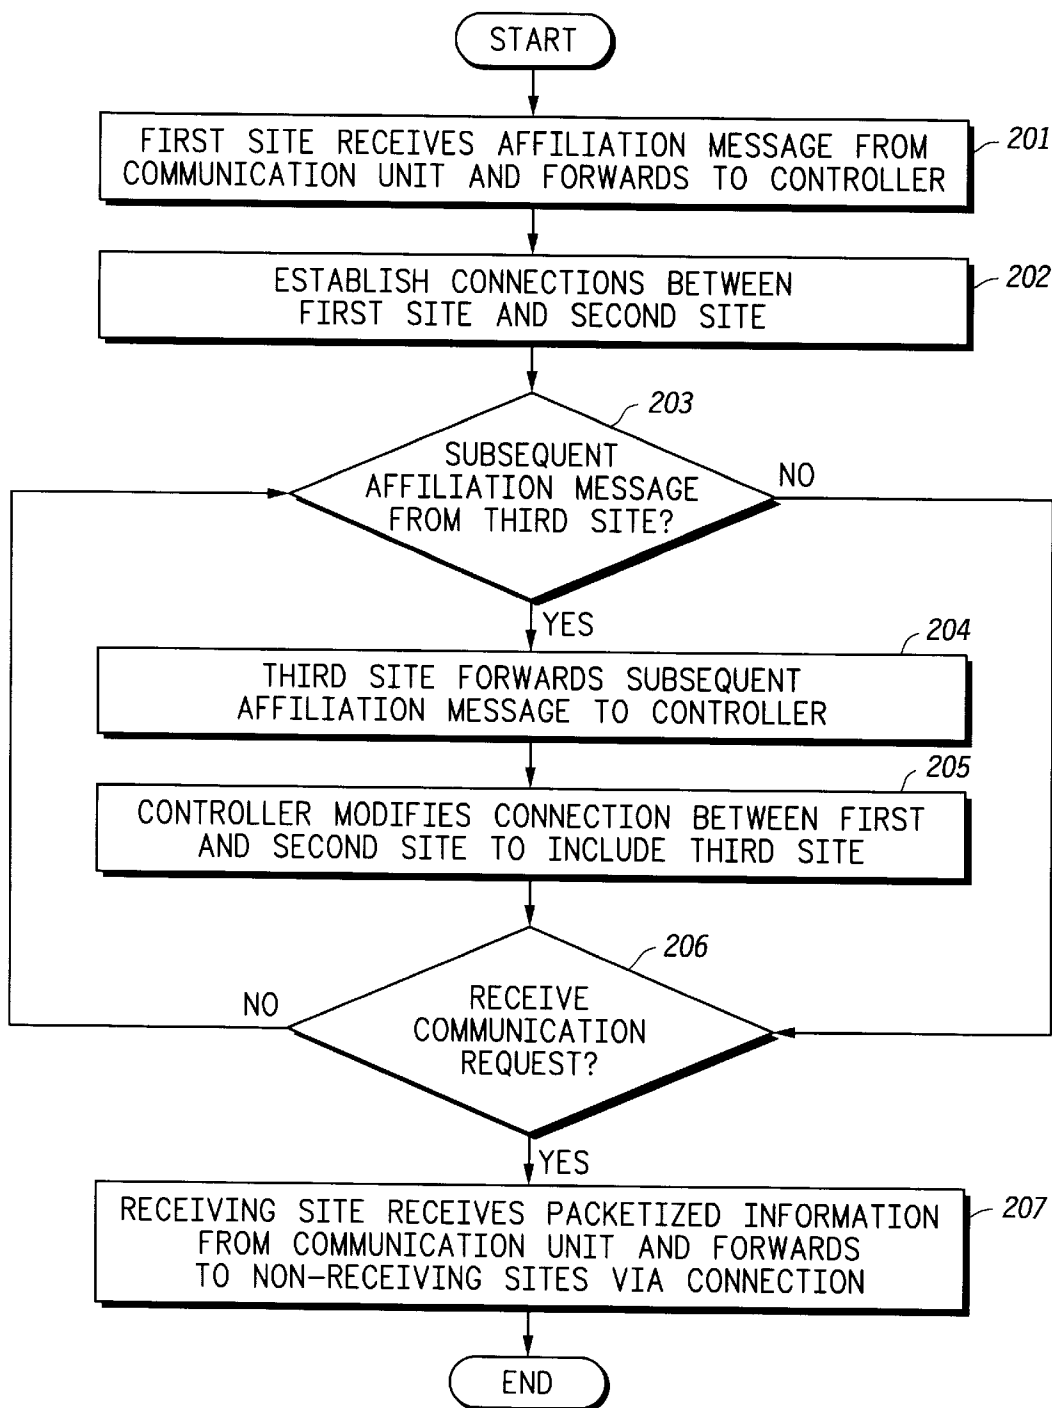 START
FIRST SITE RECEIVES AFFILIATION MESSAGE FROM
COMMUNICATION UNIT AND FORWARDS TO CONTROLLER
201
ESTABLISH CONNECTIONS BETWEEN
FIRST SITE AND SECOND SITE
202
203
SUBSEQUENT
AFFILIATION MESSAGE
FROM THIRD SITE?
NO
YES
204
THIRD SITE FORWARDS SUBSEQUENT
AFFILIATION MESSAGE TO CONTROLLER
205
CONTROLLER MODIFIES CONNECTION BETWEEN FIRST
AND SECOND SITE TO INCLUDE THIRD SITE
206
NO
RECEIVE
COMMUNICATION
REQUEST?
YES
RECEIVING SITE RECEIVES PACKETIZED INFORMATION
FROM COMMUNICATION UNIT AND FORWARDS
TO NON-RECEIVING SITES VIA CONNECTION
207
END